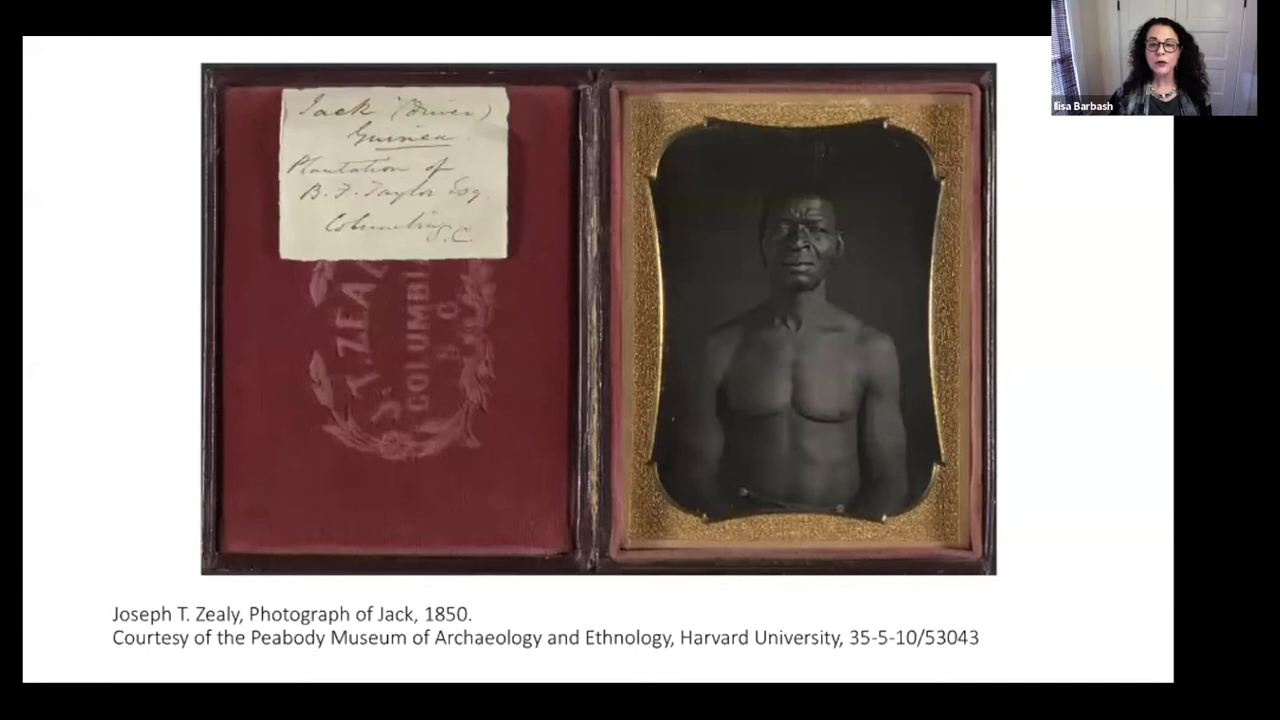 Ilisa Barbash
Jack (Driver)
Guinea.
Plantation of
B. F. Taylor Esq.
Columbia, S.C.
J. T. ZEA
COLUMBIA
Joseph T. Zealy, Photograph of Jack, 1850.
Courtesy of the Peabody Museum of Archaeology and Ethnology, Harvard University, 35-5-10/53043